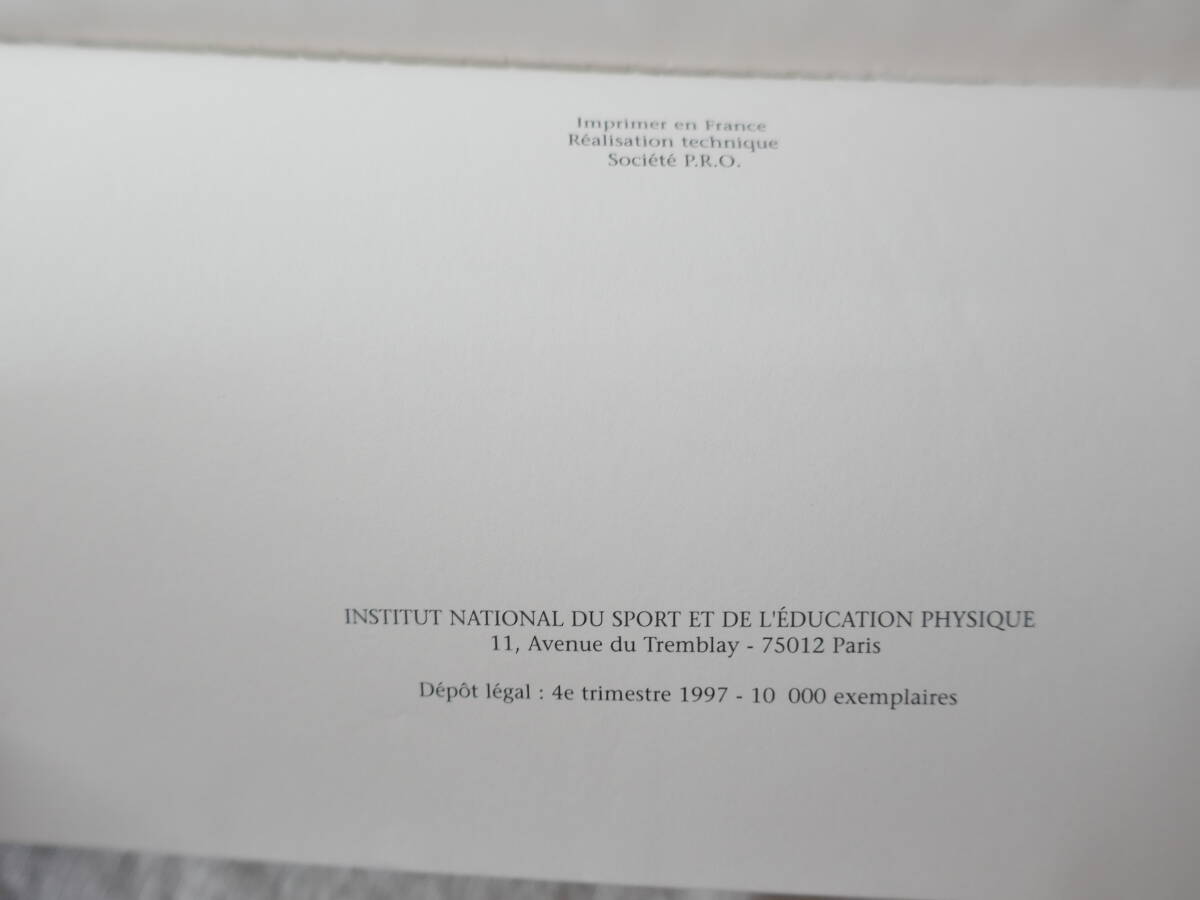 Imprimer en France
Réalisation technique
Société P.R.O.
INSTITUT NATIONAL DU SPORT ET DE L'ÉDUCATION PHYSIQUE
11, Avenue du Tremblay - 75012 Paris
Dépôt légal : 4e trimestre 1997 - 10 000 exemplaires